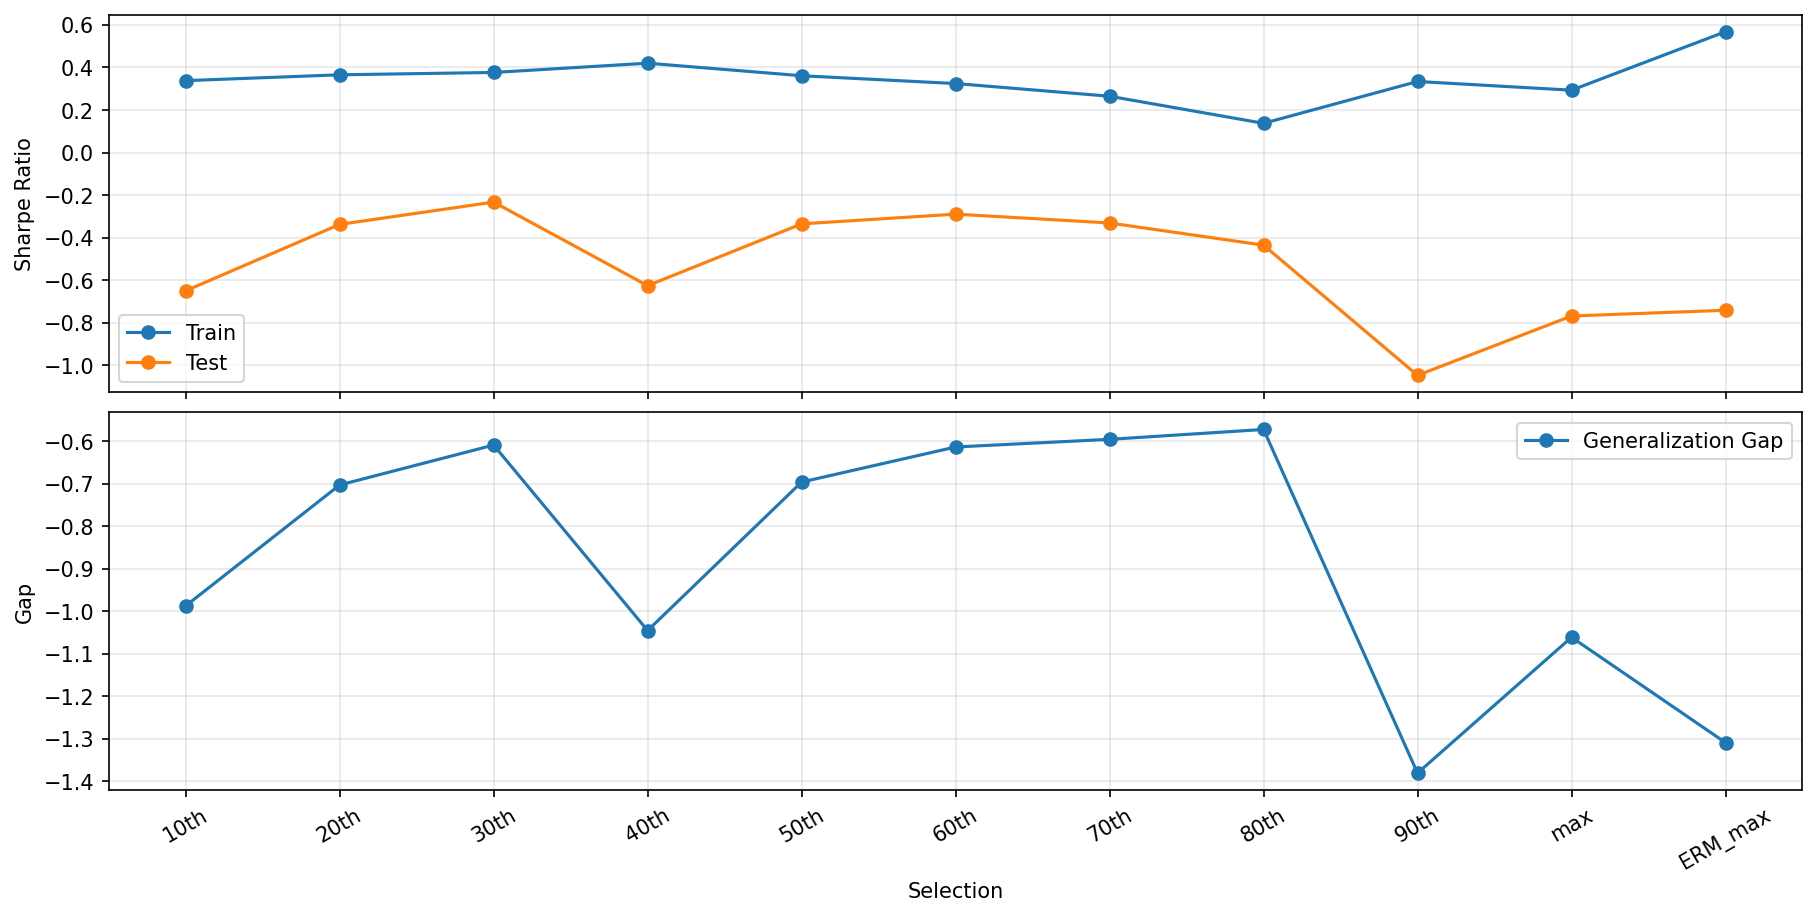 0.6
0.4
0.2
0.0
−0.2
−0.4
−0.6
−0.8
−1.0
Sharpe Ratio
Train
Test
−0.6
−0.7
−0.8
−0.9
−1.0
−1.1
−1.2
−1.3
−1.4
Gap
Generalization Gap
10th
20th
30th
40th
50th
60th
70th
80th
90th
max
ERM_max
Selection